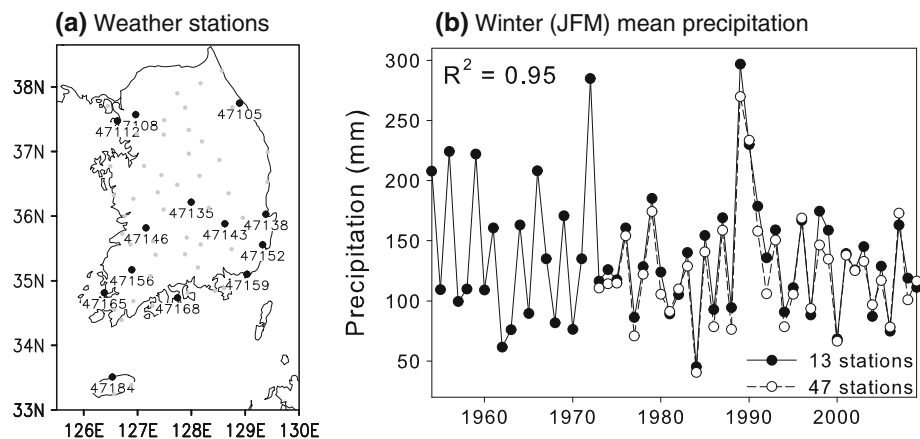 (a) Weather stations
38N
37N
36N
35N
34N
33N
47105
47108
47112
47135
47138
47143
47146
47152
47156
47159
47165
47168
47184
126E 127E 128E 129E 130E
(b) Winter (JFM) mean precipitation
R² = 0.95
Precipitation (mm)
300
250
200
150
100
50
13 stations
47 stations
1960 1970 1980 1990 2000